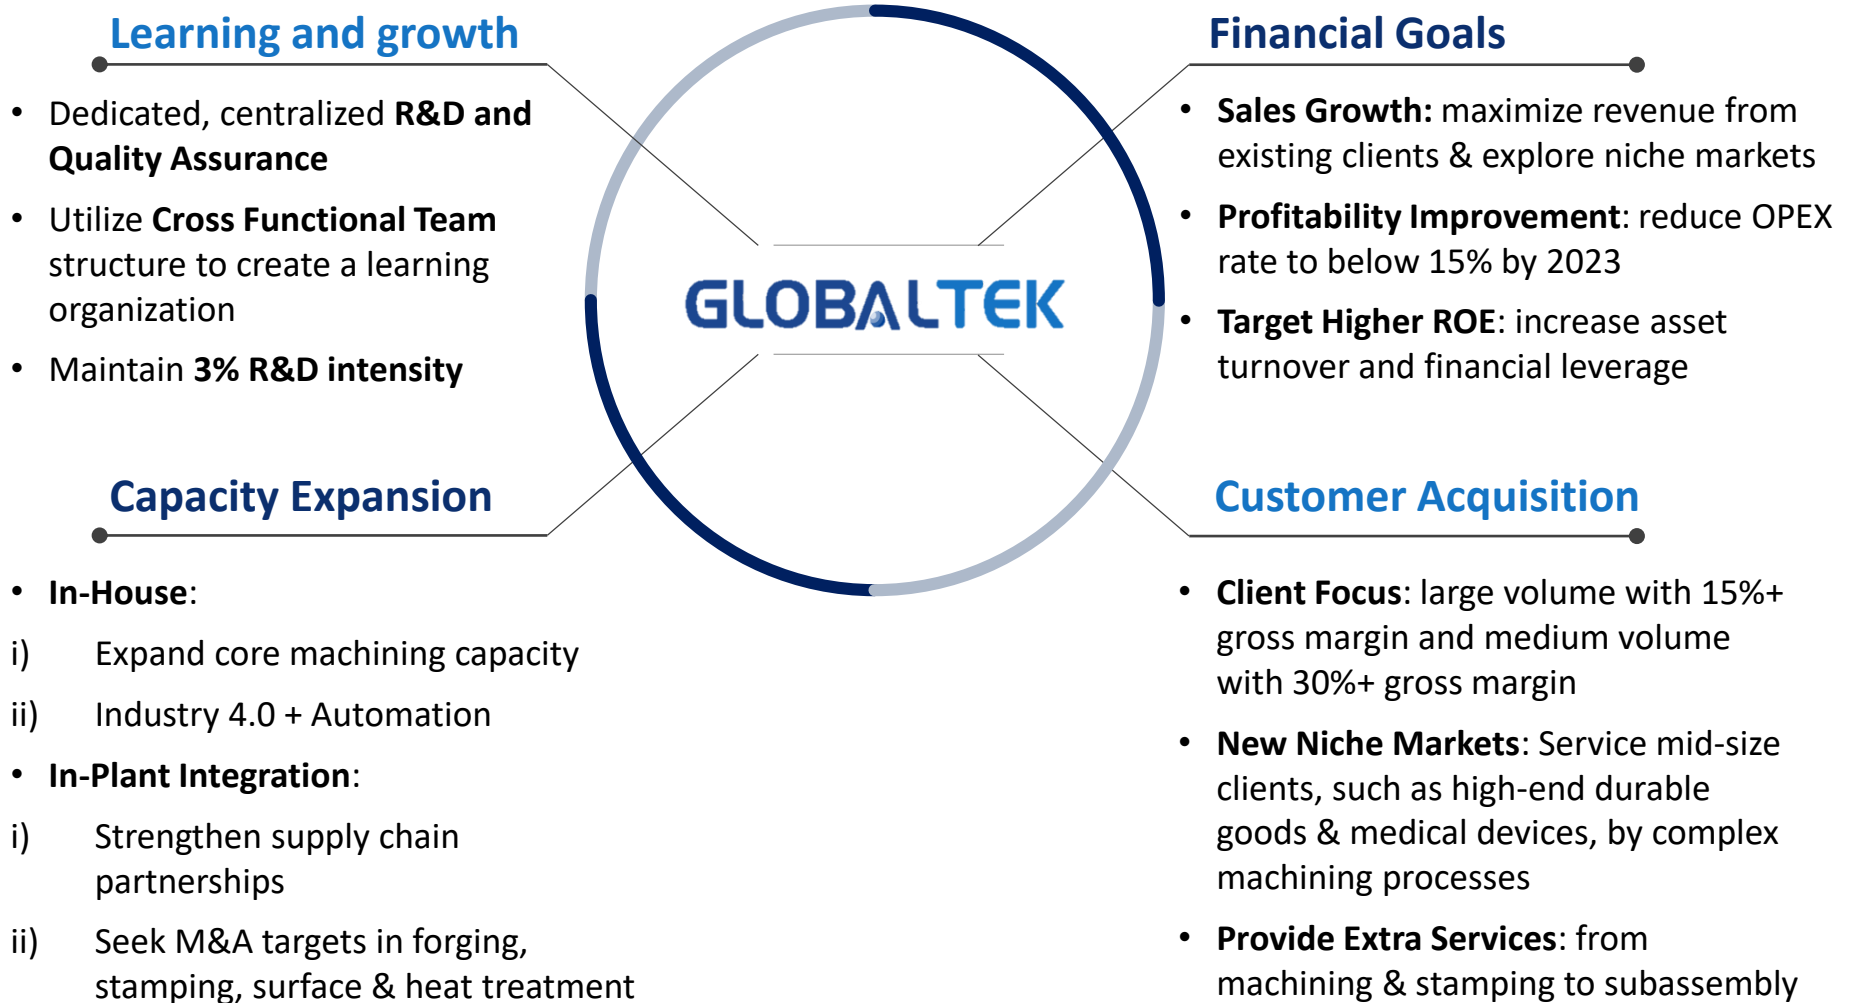 Learning and growth
• Dedicated, centralized R&D and
Quality Assurance
• Utilize Cross Functional Team
structure to create a learning
organization
• Maintain 3% R&D intensity
Financial Goals
• Sales Growth: maximize revenue from
existing clients & explore niche markets
• Profitability Improvement: reduce OPEX
rate to below 15% by 2023
• Target Higher ROE: increase asset
turnover and financial leverage
GLOBALTEK
Capacity Expansion
• In-House:
i) Expand core machining capacity
ii) Industry 4.0 + Automation
• In-Plant Integration:
i) Strengthen supply chain
partnerships
ii) Seek M&A targets in forging,
stamping, surface & heat treatment
Customer Acquisition
• Client Focus: large volume with 15%+
gross margin and medium volume
with 30%+ gross margin
• New Niche Markets: Service mid-size
clients, such as high-end durable
goods & medical devices, by complex
machining processes
• Provide Extra Services: from
machining & stamping to subassembly